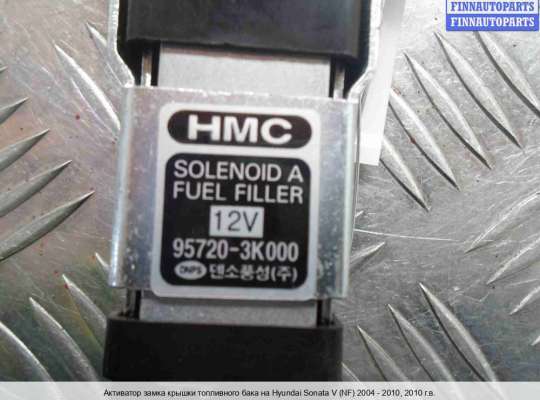 FINNAUTOPARTS
FINNAUTOPARTS
HMC
SOLENOID A
FUEL FILLER
12V
95720-3K000
DNPS 덴소풍성(주)
Активатор замка крышки топливного бака на Hyundai Sonata V (NF) 2004 - 2010, 2010 г.в.